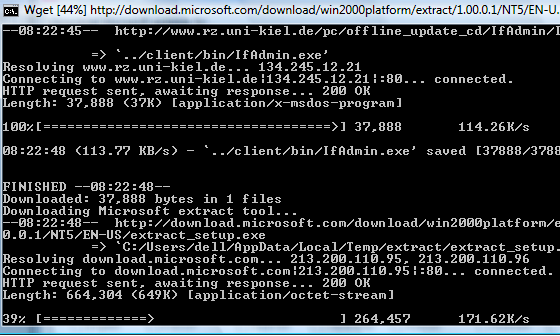 Wget [44%] http://download.microsoft.com/download/win2000platform/extract/1.00.0.1/NT5/EN-U...
--08:22:45--  http://www.rz.uni-kiel.de/pc/offline_update_cd/IfAdmin/I
=> `../client/bin/IfAdmin.exe'
Resolving www.rz.uni-kiel.de... 134.245.12.21
Connecting to www.rz.uni-kiel.de|134.245.12.21|:80... connected.
HTTP request sent, awaiting response... 200 OK
Length: 37,888 (37K) [application/x-msdos-program]
100%[====================================>] 37,888        114.26K/s
08:22:48 (113.77 KB/s) - `../client/bin/IfAdmin.exe' saved [37888/3788
FINISHED --08:22:48--
Downloaded: 37,888 bytes in 1 files
Downloading Microsoft extract tool...
--08:22:48--  http://download.microsoft.com/download/win2000platform/e
0.0.1/NT5/EN-US/extract_setup.exe
=> `C:/Users/dell/AppData/Local/Temp/extract/extract_setup.
Resolving download.microsoft.com... 213.200.110.95, 213.200.110.96
Connecting to download.microsoft.com|213.200.110.95|:80... connected.
HTTP request sent, awaiting response... 200 OK
Length: 664,304 (649K) [application/octet-stream]
39% [=============>                       ] 264,457       171.62K/s